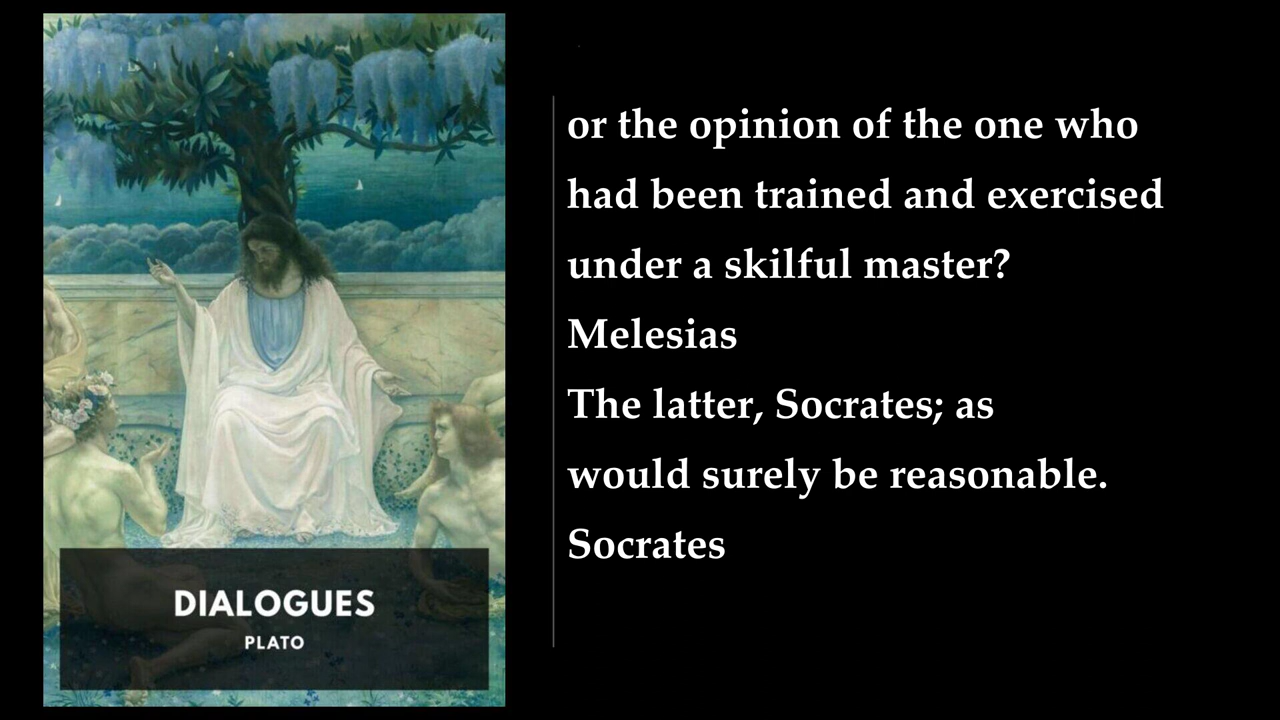 DIALOGUES
PLATO
or the opinion of the one who
had been trained and exercised
under a skilful master?
Melesias
The latter, Socrates; as
would surely be reasonable.
Socrates